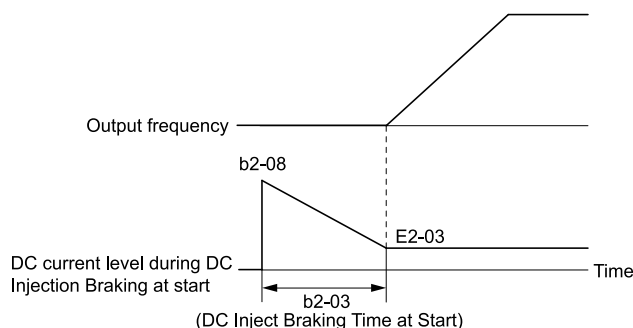 Output frequency
b2-08
E2-03
DC current level during DC
Injection Braking at start
Time
b2-03
(DC Inject Braking Time at Start)